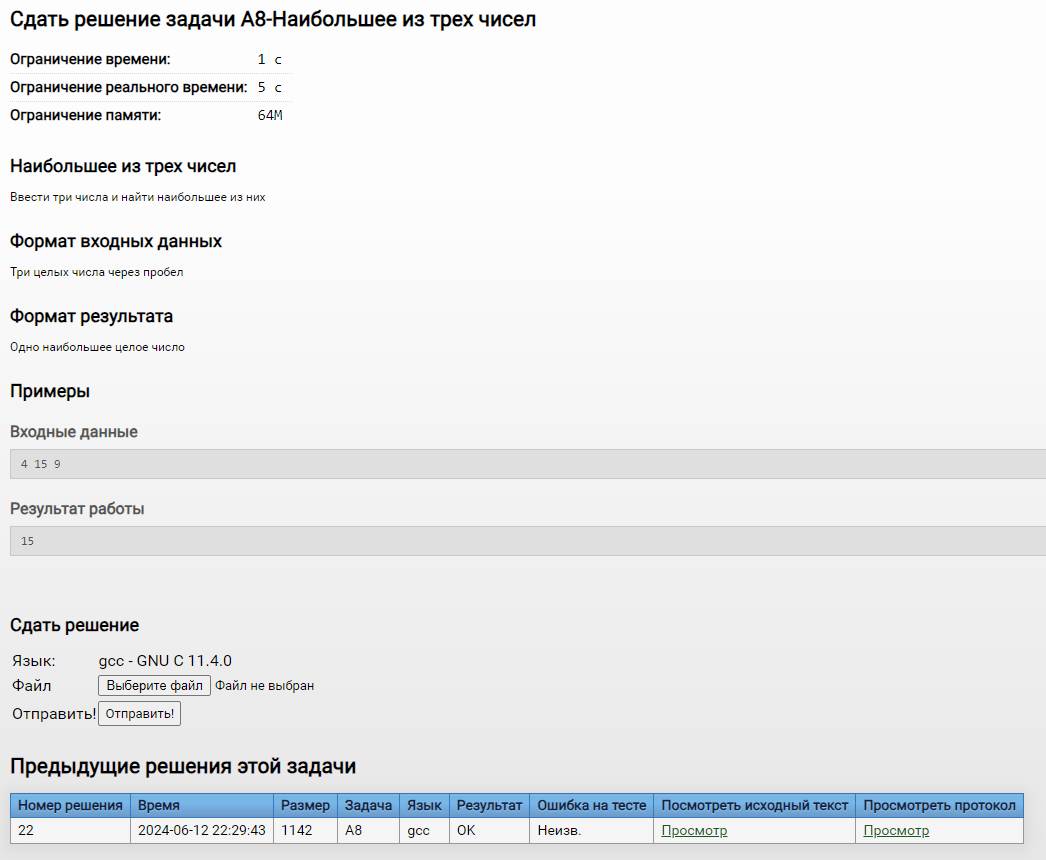 Сдать решение задачи A8-Наибольшее из трех чисел
Ограничение времени: 1 с
Ограничение реального времени: 5 с
Ограничение памяти: 64M
Наибольшее из трех чисел
Ввести три числа и найти наибольшее из них
Формат входных данных
Три целых числа через пробел
Формат результата
Одно наибольшее целое число
Примеры
Входные данные
4 15 9
Результат работы
15
Сдать решение
Язык: gcc - GNU C 11.4.0
Файл Выберите файл Файл не выбран
Отправить! Отправить!
Предыдущие решения этой задачи
Номер решения Время Размер Задача Язык Результат Ошибка на тесте Посмотреть исходный текст Просмотреть протокол
22 2024-06-12 22:29:43 1142 A8 gcc OK Неизв. Просмотр Просмотр